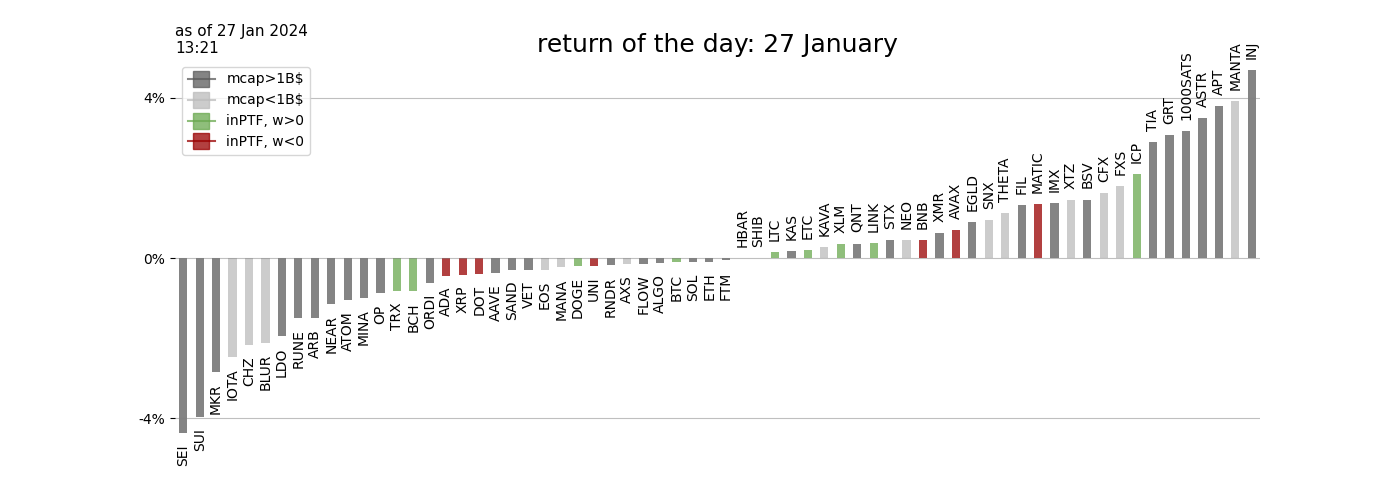 as of 27 Jan 2024
13:21
return of the day: 27 January
mcap>1B$
mcap<1B$
inPTF, w>0
inPTF, w<0
4%
0%
-4%
SEI
SUI
MKR
IOTA
CHZ
BLUR
LDO
RUNE
ARB
NEAR
ATOM
MINA
OP
TRX
BCH
ORDI
ADA
XRP
DOT
AAVE
SAND
VET
EOS
MANA
DOGE
UNI
RNDR
AXS
FLOW
ALGO
BTC
SOL
ETH
FTM
HBAR
SHIB
LTC
KAS
ETC
KAVA
XLM
QNT
LINK
STX
NEO
BNB
XMR
AVAX
EGLD
SNX
THETA
FIL
MATIC
IMX
XTZ
BSV
CFX
FXS
ICP
TIA
GRT
1000SATS
ASTR
APT
MANTA
INJ